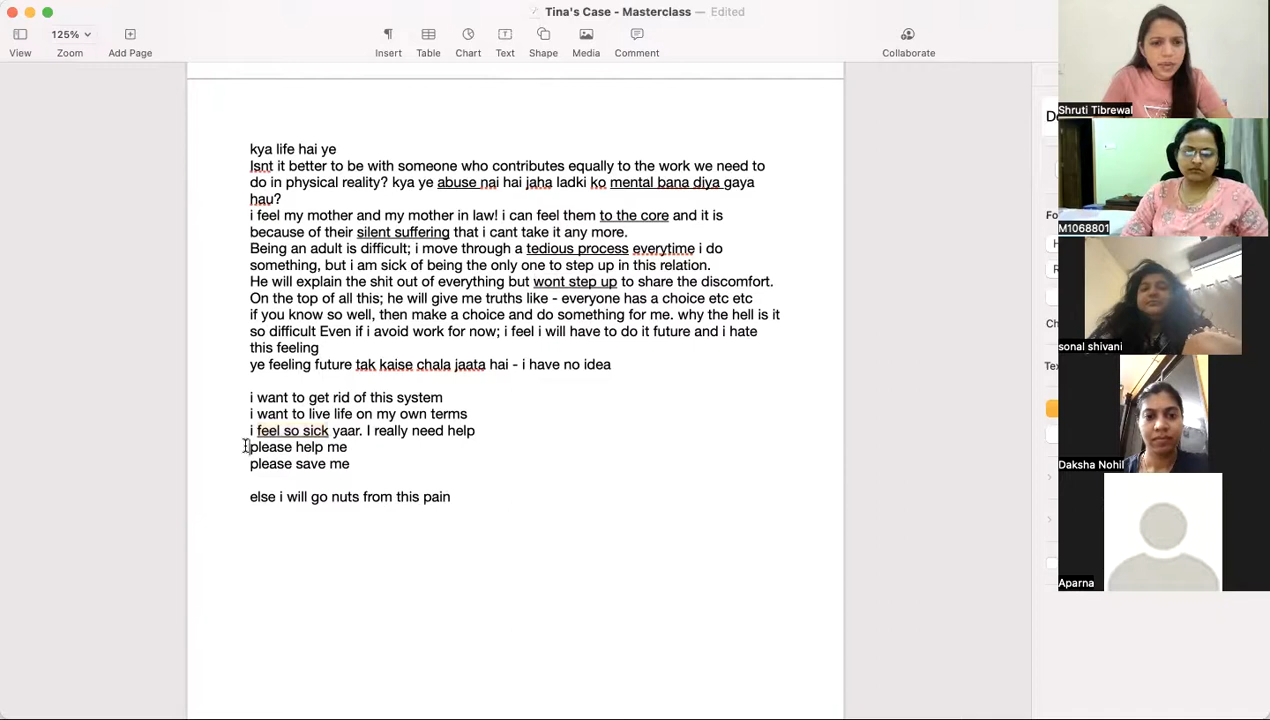 Tina's Case - Masterclass — Edited
125%
View
Zoom
Add Page
Insert
Table
Chart
Shape
Text
Media
Comment
Collaborate
kya life hai ye
Isnt it better to be with someone who contributes equally to the work we need to
do in physical reality? kya ye abuse nai hai jaha ladki ko mental bana diya gaya
hau?
i feel my mother and my mother in law! i can feel them to the core and it is
because of their silent suffering that i cant take it any more.
Being an adult is difficult; i move through a tedious process everytime i do
something, but i am sick of being the only one to step up in this relation.
He will explain the shit out of everything but wont step up to share the discomfort.
On the top of all this; he will give me truths like - everyone has a choice etc etc
if you know so well, then make a choice and do something for me. why the hell is it
so difficult Even if i avoid work for now; i feel i will have to do it future and i hate
this feeling
ye feeling future tak kaise chala jaata hai - i have no idea
i want to get rid of this system
i want to live life on my own terms
i feel so sick yaar. I really need help
please help me
please save me
else i will go nuts from this pain
Shruti Tibrewal
M1068801
sonal shivani
Daksha Nohil
Aparna